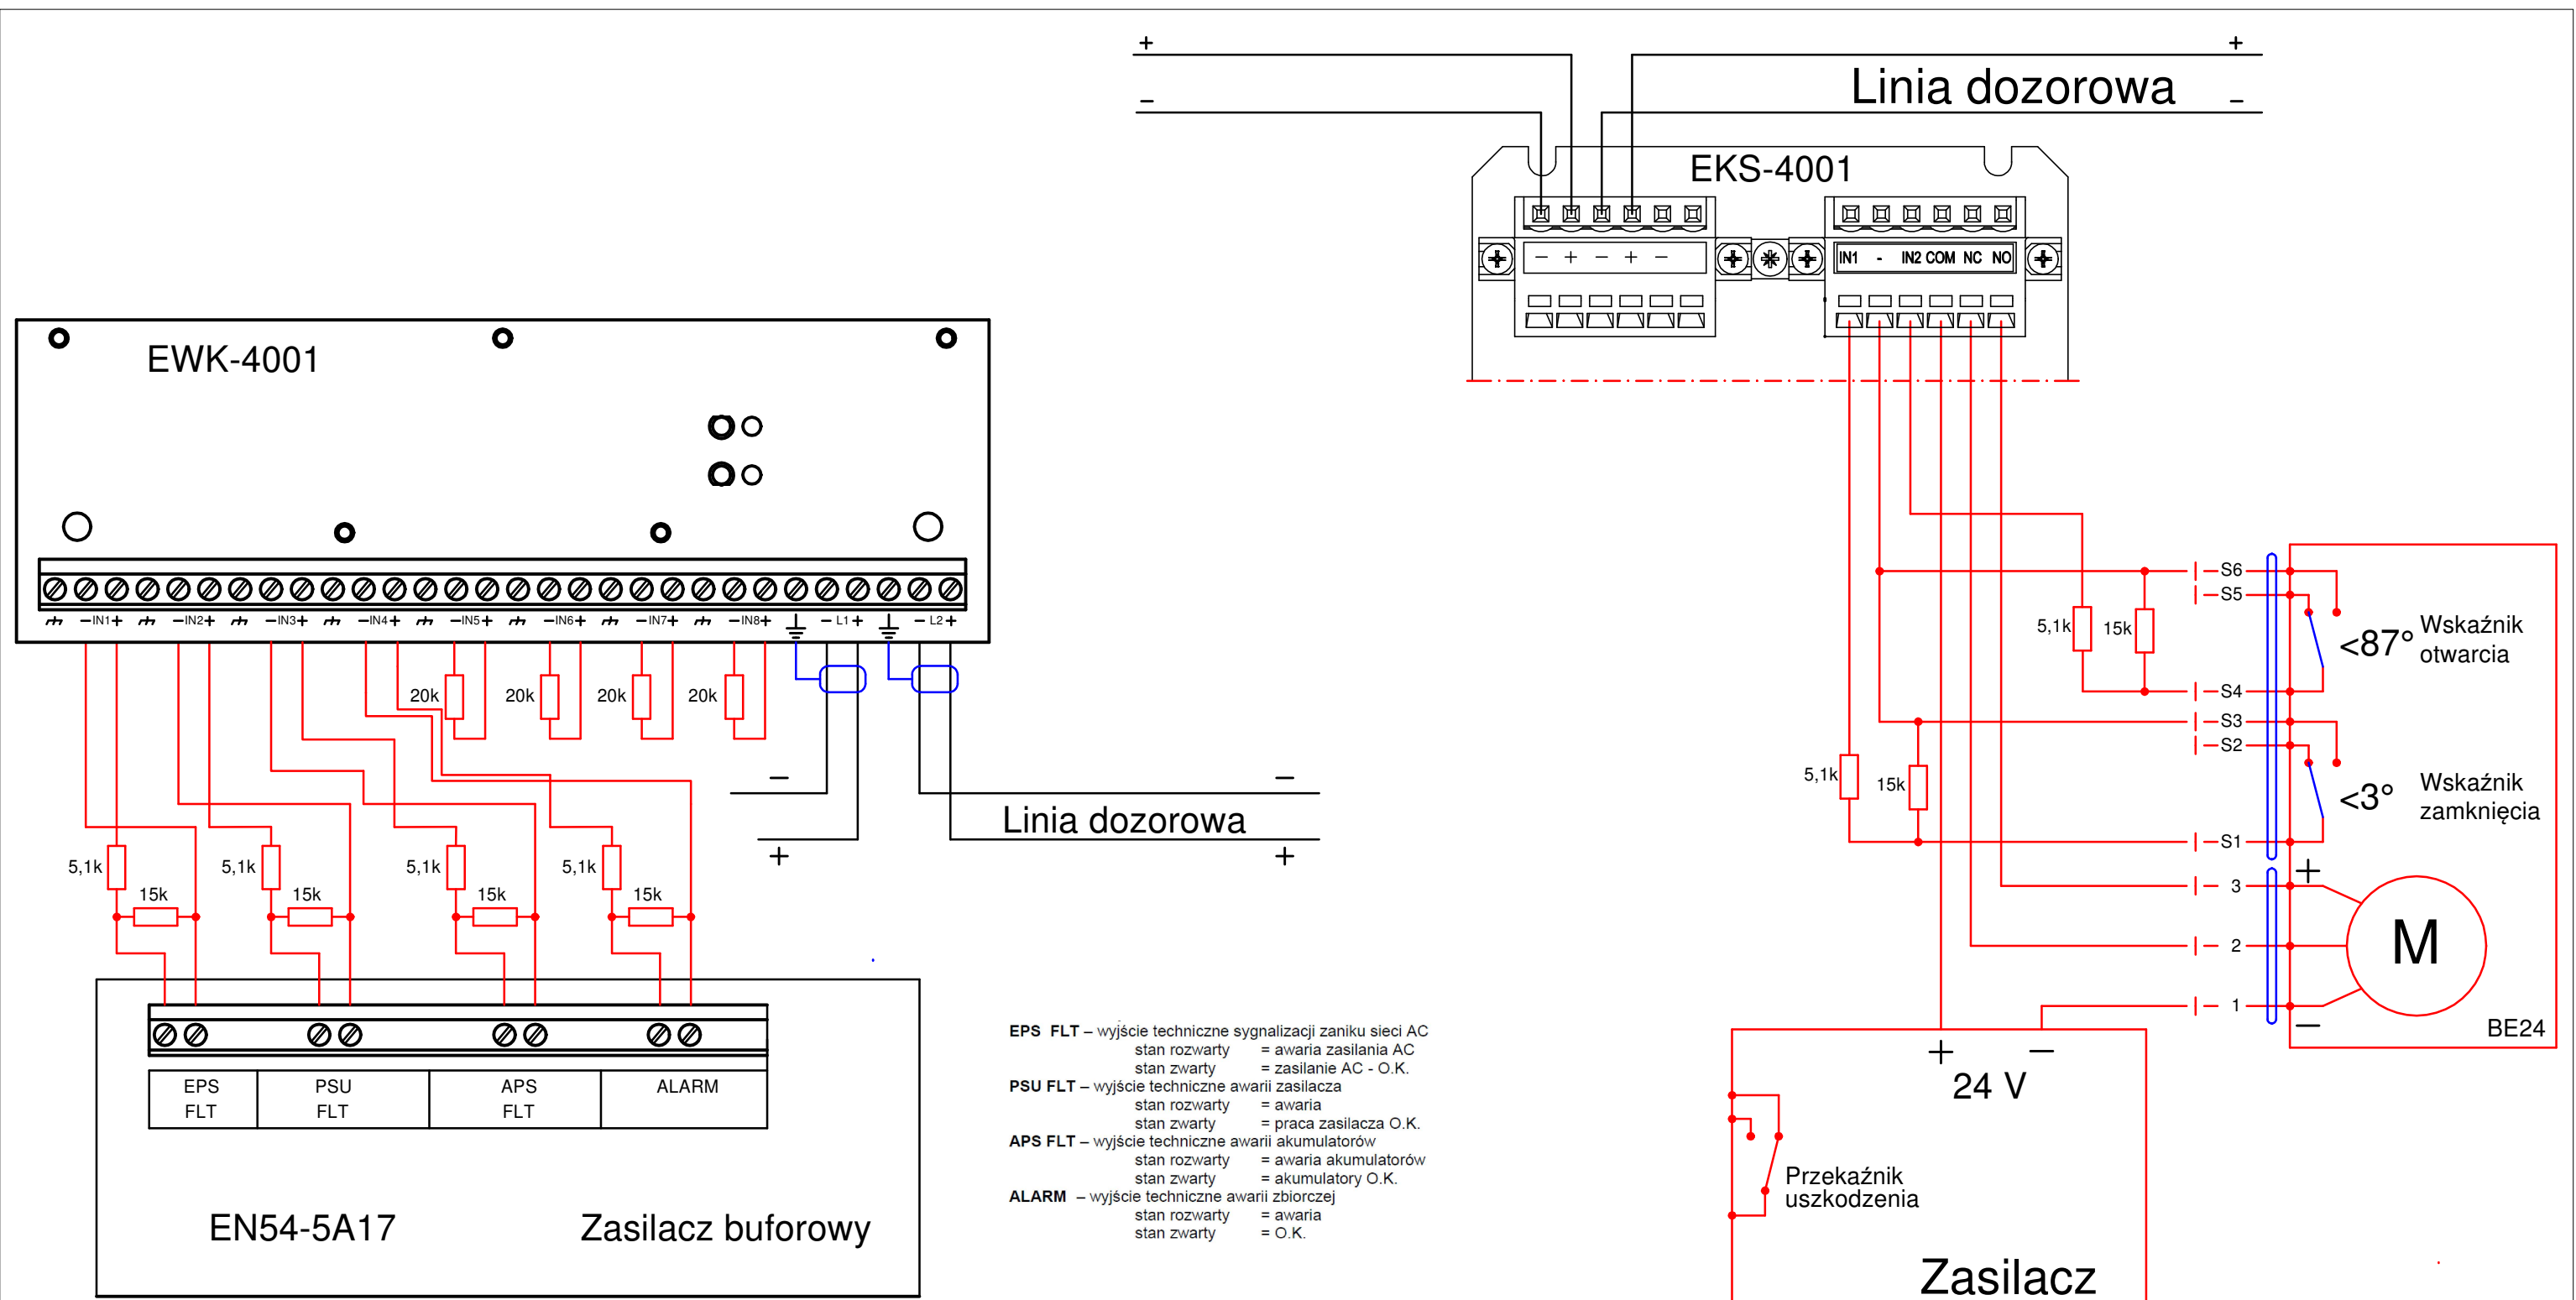 + +
Linia dozorowa
− −
EKS-4001
− + − + −
IN1 - IN2 COM NC NO
EWK-4001
−IN1+ −IN2+ −IN3+ −IN4+ −IN5+ −IN6+ −IN7+ −IN8+ − L1 + − L2 +
20k 20k 20k 20k
− −
Linia dozorowa
+ +
5,1k 5,1k 5,1k 5,1k
15k 15k 15k 15k
EPS FLT
PSU FLT
APS FLT
ALARM
EN54-5A17
Zasilacz buforowy
EPS FLT – wyjście techniczne sygnalizacji zaniku sieci AC
stan rozwarty = awaria zasilania AC
stan zwarty = zasilanie AC - O.K.
PSU FLT – wyjście techniczne awarii zasilacza
stan rozwarty = awaria
stan zwarty = praca zasilacza O.K.
APS FLT – wyjście techniczne awarii akumulatorów
stan rozwarty = awaria akumulatorów
stan zwarty = akumulatory O.K.
ALARM – wyjście techniczne awarii zbiorczej
stan rozwarty = awaria
stan zwarty = O.K.
S6
S5
5,1k 15k
<87° Wskaźnik
otwarcia
S4
S3
S2
5,1k 15k
<3° Wskaźnik
zamknięcia
S1
+
3
2
M
1
−
BE24
+ −
24 V
Przekaźnik
uszkodzenia
Zasilacz